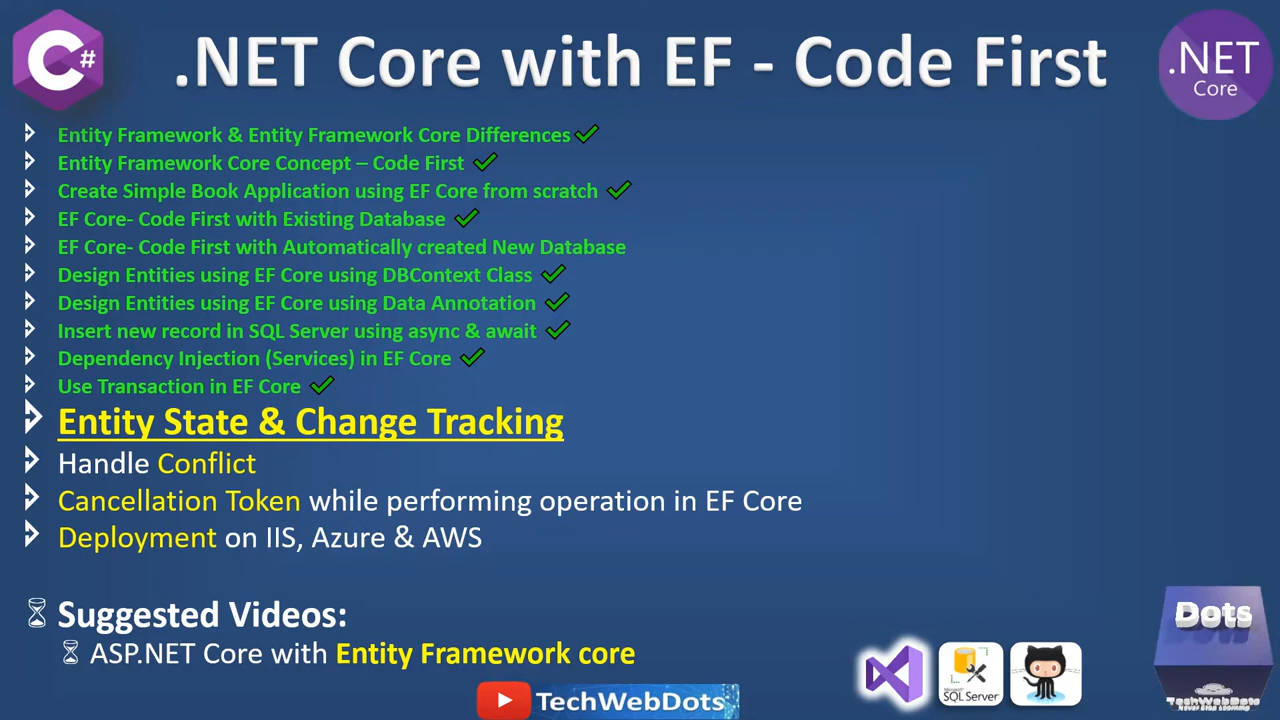 C#
.NET Core with EF - Code First
.NET
Core
Entity Framework & Entity Framework Core Differences
Entity Framework Core Concept – Code First
Create Simple Book Application using EF Core from scratch
EF Core- Code First with Existing Database
EF Core- Code First with Automatically created New Database
Design Entities using EF Core using DBContext Class
Design Entities using EF Core using Data Annotation
Insert new record in SQL Server using async & await
Dependency Injection (Services) in EF Core
Use Transaction in EF Core
Entity State & Change Tracking
Handle Conflict
Cancellation Token while performing operation in EF Core
Deployment on IIS, Azure & AWS
Suggested Videos:
ASP.NET Core with Entity Framework core
TechWebDots
Microsoft
SQL Server
Dots
TechWebDots
Never Stop Learning